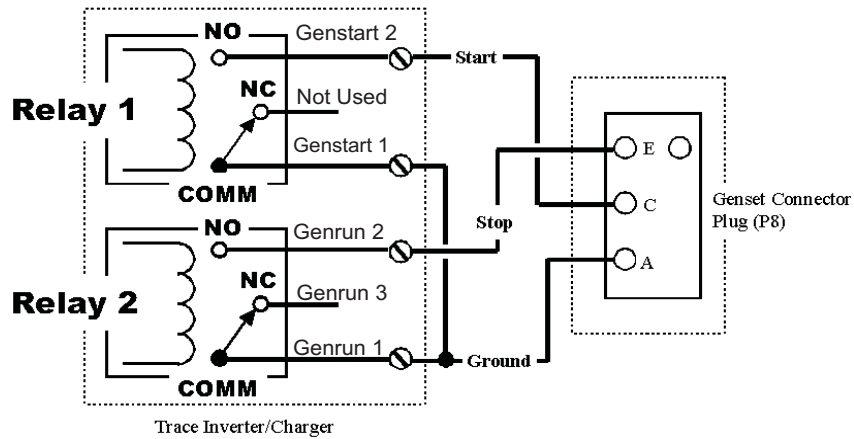 NO
Genstart 2
Start
Relay 1
NC
Not Used
Genstart 1
COMM
E
C
A
Genset Connector
Plug (P8)
Stop
NO
Genrun 2
Relay 2
NC
Genrun 3
Genrun 1
COMM
Ground
Trace Inverter/Charger